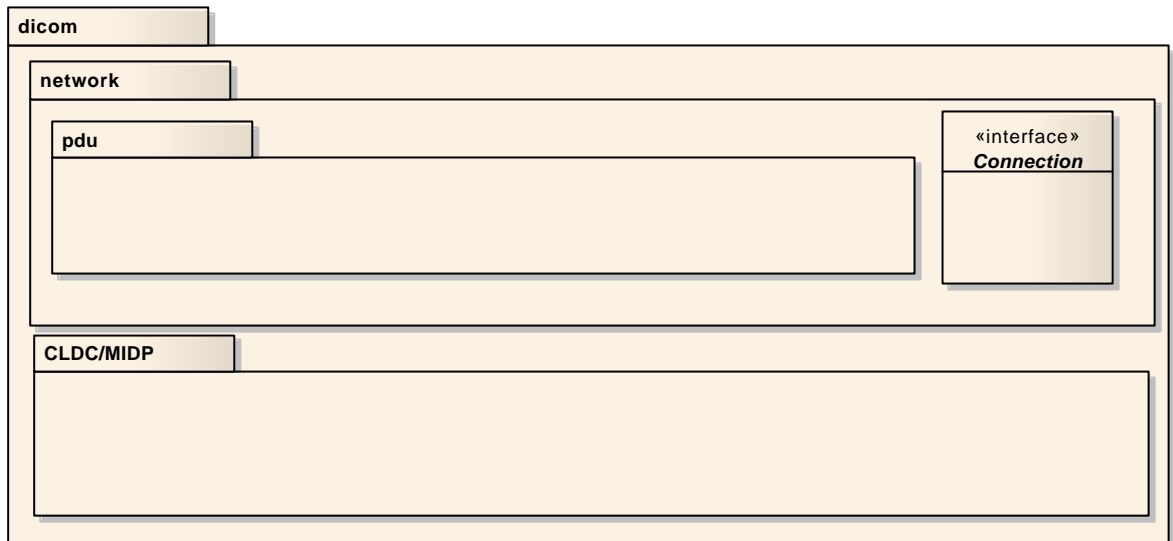 dicom
network
pdu
«interface»
Connection
CLDC/MIDP